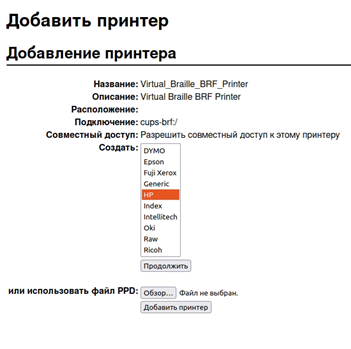 Добавить принтер
Добавление принтера
Название: Virtual_Braille_BRF_Printer
Описание: Virtual Braille BRF Printer
Расположение:
Подключение: cups-brf:/
Совместный доступ: Разрешить совместный доступ к этому принтеру
Создать:
DYMO
Epson
Fuji Xerox
Generic
HP
Index
Intellitech
Oki
Raw
Ricoh
Продолжить
или использовать файл PPD: Обзор... Файл не выбран.
Добавить принтер